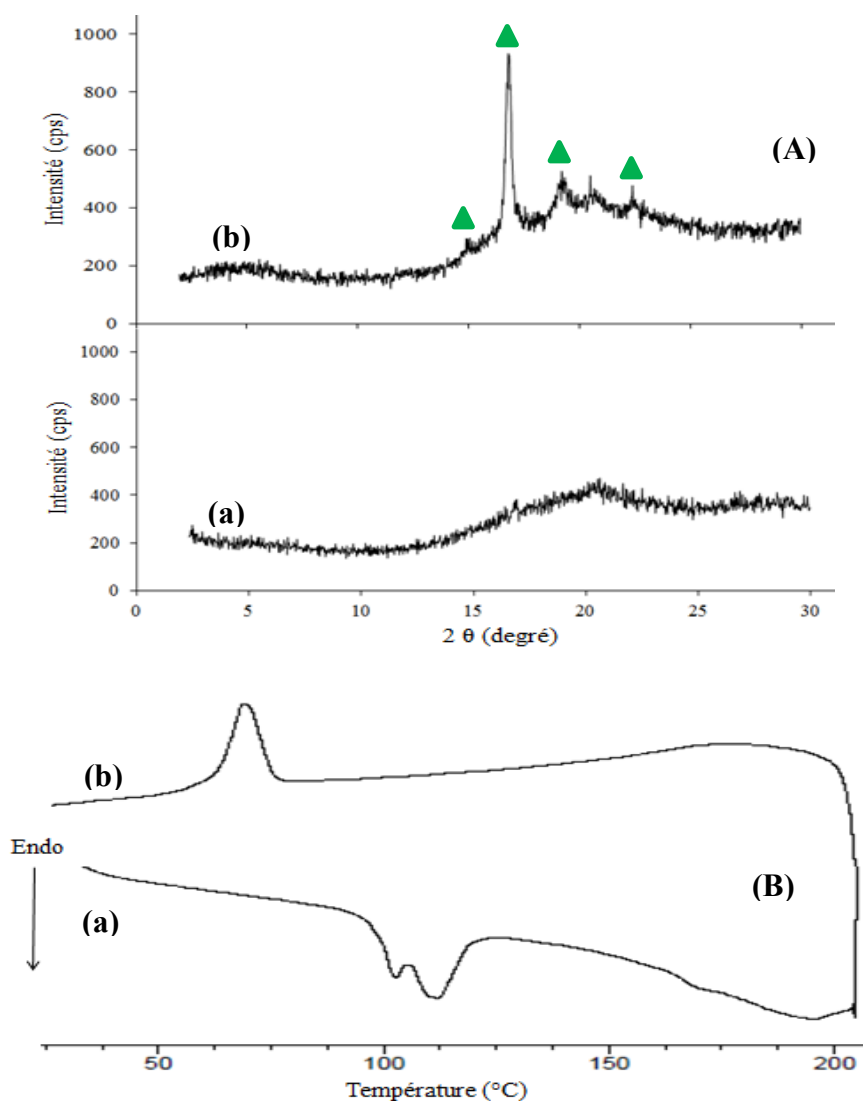 1000
800
(A)
600
Intensité (cps)
400
(b)
200
0
1000
800
600
Intensité (cps)
400
(a)
200
0
0 5 10 15 20 25 30
2 θ (degré)
(b)
Endo
(B)
(a)
50 100 150 200
Température (°C)